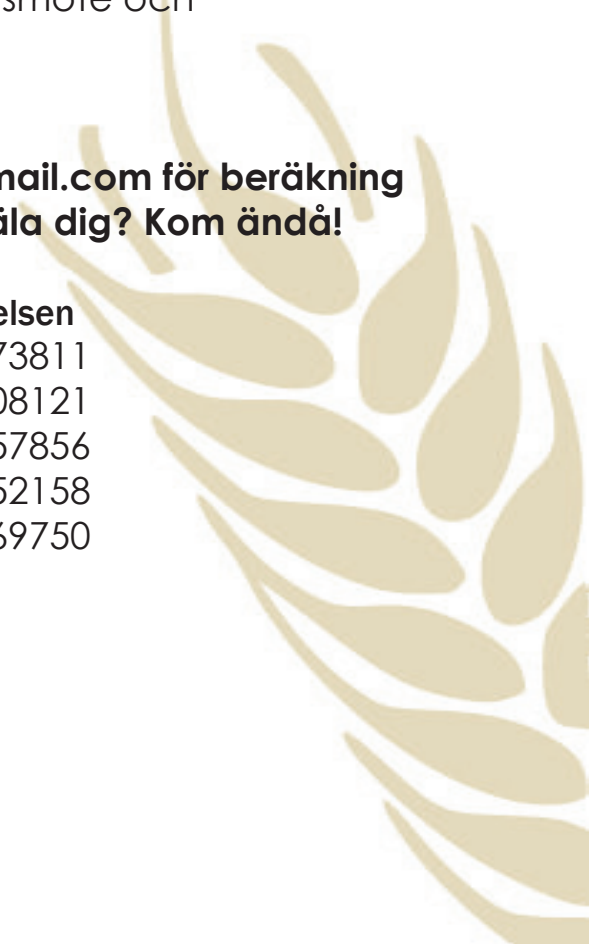 smöte och
mail.com för beräkning
äla dig? Kom ändå!
elsen
73811
08121
57856
52158
69750